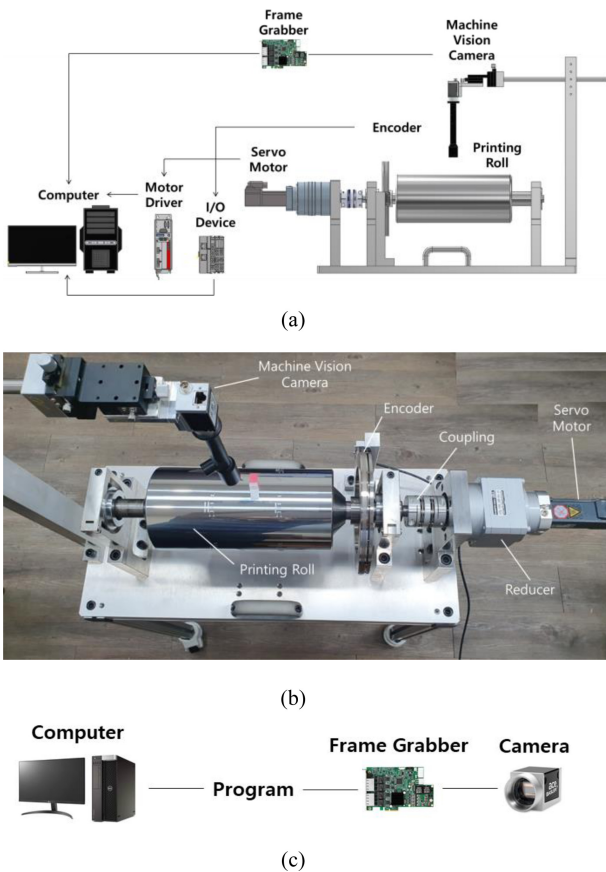 Frame
Grabber
Machine
Vision
Camera
Encoder
Printing
Roll
Servo
Motor
Computer
Motor
Driver
I/O
Device
(a)
Machine Vision
Camera
Encoder
Servo
Motor
Coupling
Printing Roll
Reducer
(b)
Computer
Frame Grabber
Camera
Program
(c)